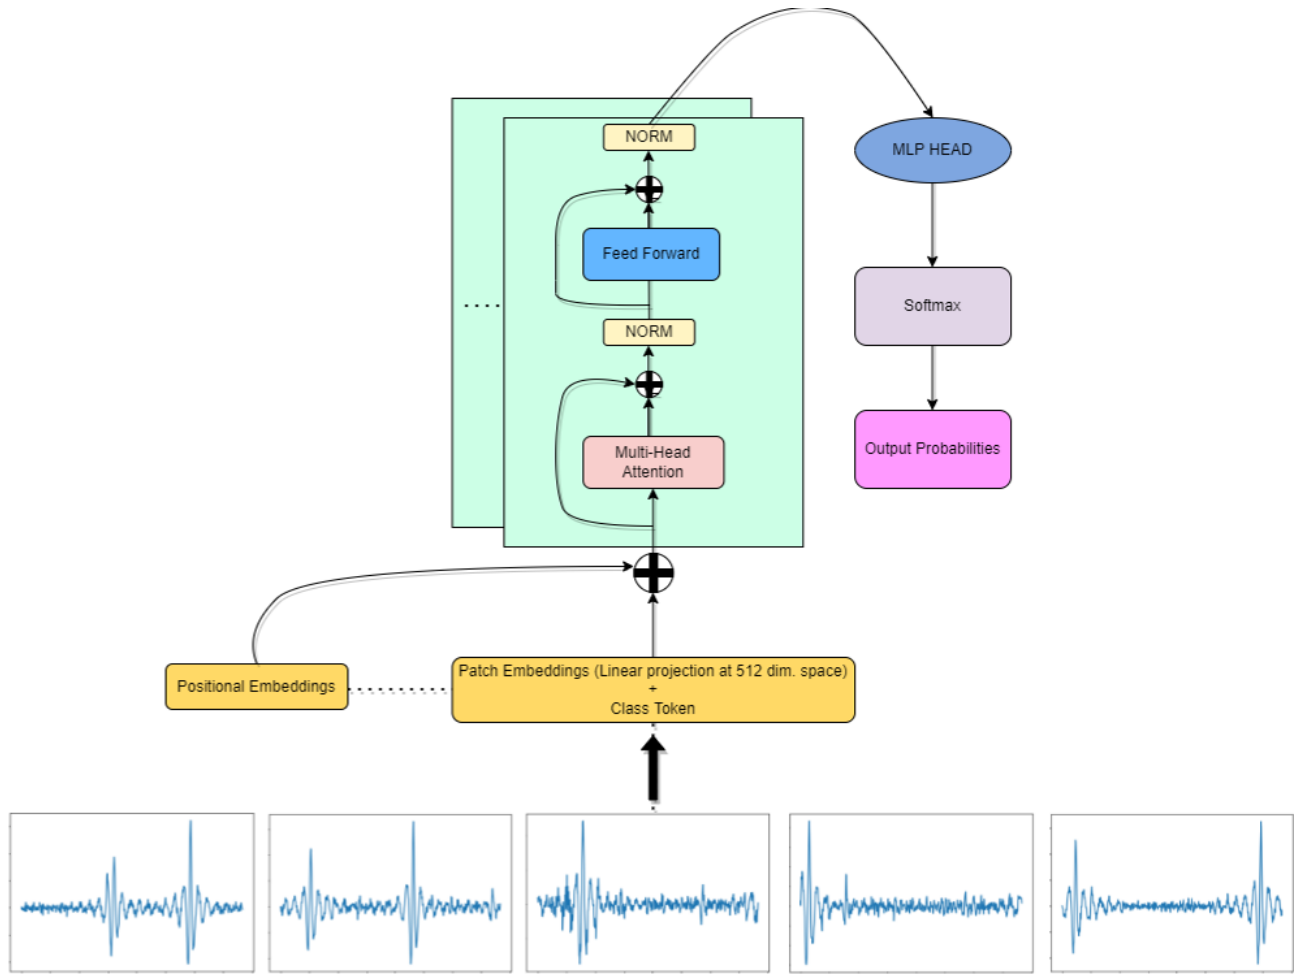 NORM
MLP HEAD
Feed Forward
Softmax
NORM
Multi-Head
Attention
Output Probabilities
Positional Embeddings
Patch Embeddings (Linear projection at 512 dim. space)
+
Class Token